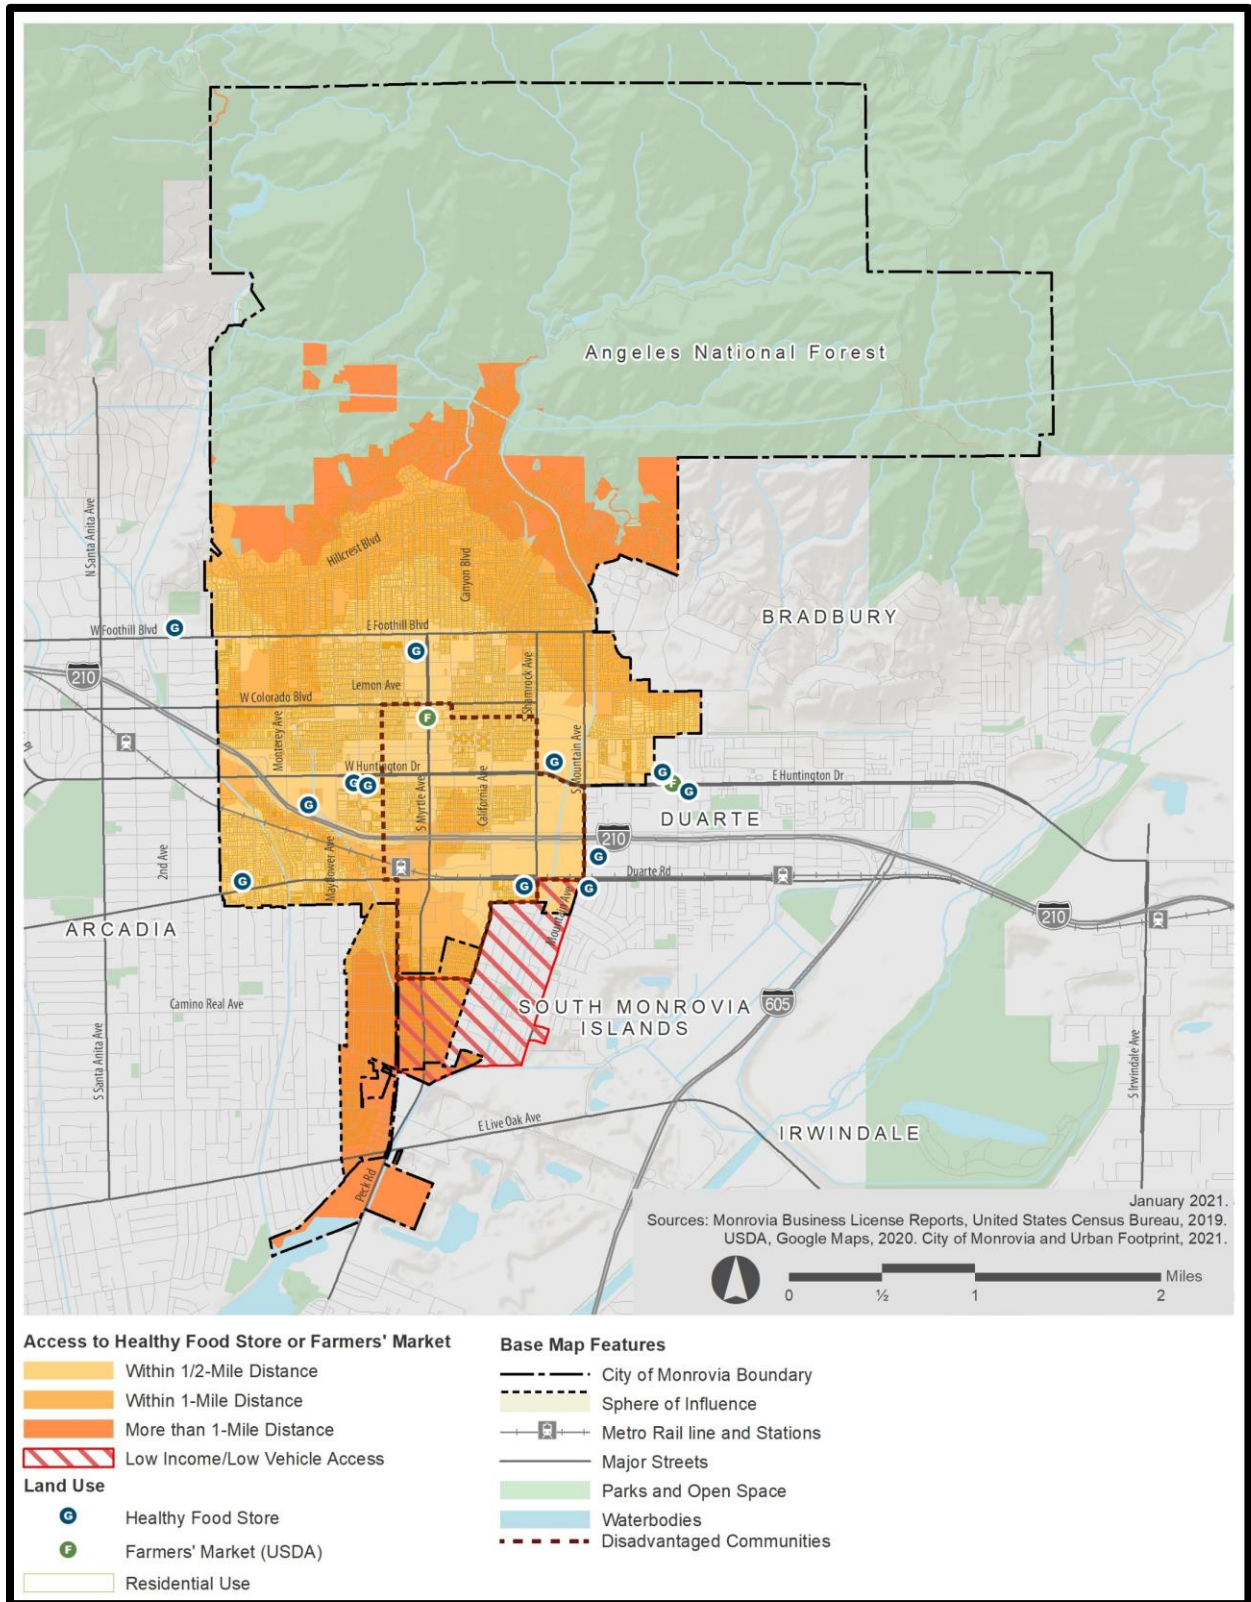 Angeles National Forest
N Santa Anita Ave
Hillcrest Blvd
Canyon Blvd
BRADBURY
G
W Foothill Blvd
E Foothill Blvd
G
210
Lemon Ave
W Colorado Blvd
S Shamrock Ave
F
Monterey Ave
S Mountain Ave
W Huntington Dr
G
G
G
G
F
G
E Huntington Dr
S Myrtle Ave
California Ave
G
DUARTE
210
Mayflower Ave
2nd Ave
G
Duarte Rd
G
G
G
Mountain Ave
210
ARCADIA
Camino Real Ave
SOUTH MONROVIA
ISLANDS
605
S Santa Anita Ave
S Irwindale Ave
E Live Oak Ave
IRWINDALE
Peck Rd
January 2021.
Sources: Monrovia Business License Reports, United States Census Bureau, 2019.
USDA, Google Maps, 2020. City of Monrovia and Urban Footprint, 2021.
Miles
0 ½ 1 2
Access to Healthy Food Store or Farmers' Market
Within 1/2-Mile Distance
Within 1-Mile Distance
More than 1-Mile Distance
Low Income/Low Vehicle Access
Land Use
G Healthy Food Store
F Farmers' Market (USDA)
Residential Use
Base Map Features
City of Monrovia Boundary
Sphere of Influence
Metro Rail line and Stations
Major Streets
Parks and Open Space
Waterbodies
Disadvantaged Communities